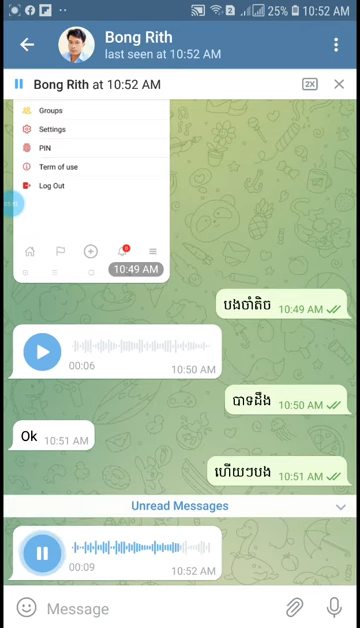 25% 10:52 AM
Bong Rith
last seen at 10:52 AM
Bong Rith at 10:52 AM
2X
Groups
Settings
PIN
Term of use
Log Out
10:49 AM
បងចាំតិច 10:49 AM
00:06 10:50 AM
បាទដឹង 10:50 AM
Ok 10:51 AM
ហើយៗបង 10:51 AM
Unread Messages
00:09 10:52 AM
Message